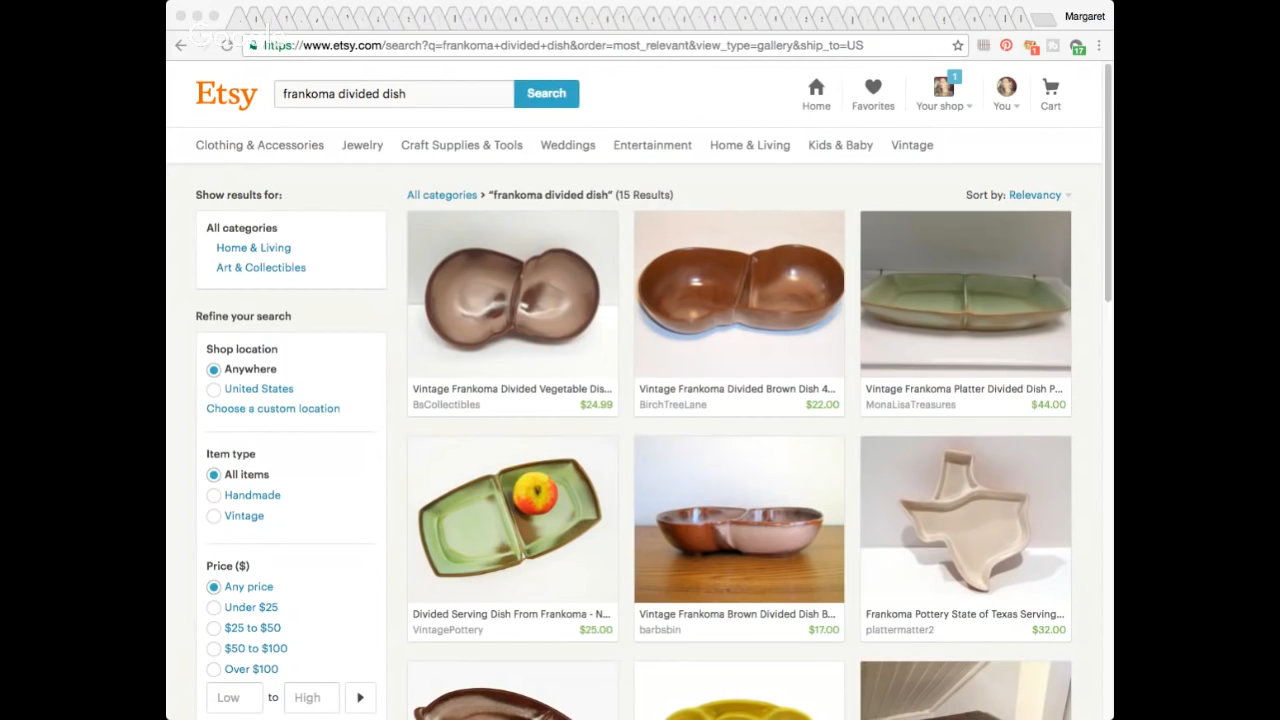 Margaret
Google
https://www.etsy.com/search?q=frankoma+divided+dish&order=most_relevant&view_type=gallery&ship_to=US
1
17
Etsy
frankoma divided dish
Search
1
Home
Favorites
Your shop
You
Cart
Clothing & Accessories
Jewelry
Craft Supplies & Tools
Weddings
Entertainment
Home & Living
Kids & Baby
Vintage
Show results for:
All categories > "frankoma divided dish" (15 Results)
Sort by: Relevancy
All categories
Home & Living
Art & Collectibles
Refine your search
Shop location
Anywhere
United States
Choose a custom location
Item type
All items
Handmade
Vintage
Price ($)
Any price
Under $25
$25 to $50
$50 to $100
Over $100
Low to High
Vintage Frankoma Divided Vegetable Dis...
BsCollectibles $24.99
Vintage Frankoma Divided Brown Dish 4...
BirchTreeLane $22.00
Vintage Frankoma Platter Divided Dish P...
MonaLisaTreasures $44.00
Divided Serving Dish From Frankoma - N...
VintagePottery $25.00
Vintage Frankoma Brown Divided Dish B...
barbsbin $17.00
Frankoma Pottery State of Texas Serving...
plattermatter2 $32.00